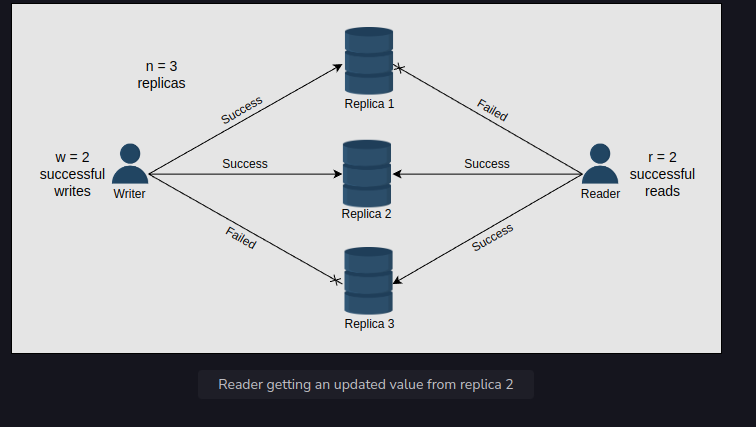 n = 3
replicas
Replica 1
Success
Failed
w = 2
successful
writes
Writer
Success
Replica 2
Success
Reader
r = 2
successful
reads
Failed
Success
Replica 3
Reader getting an updated value from replica 2